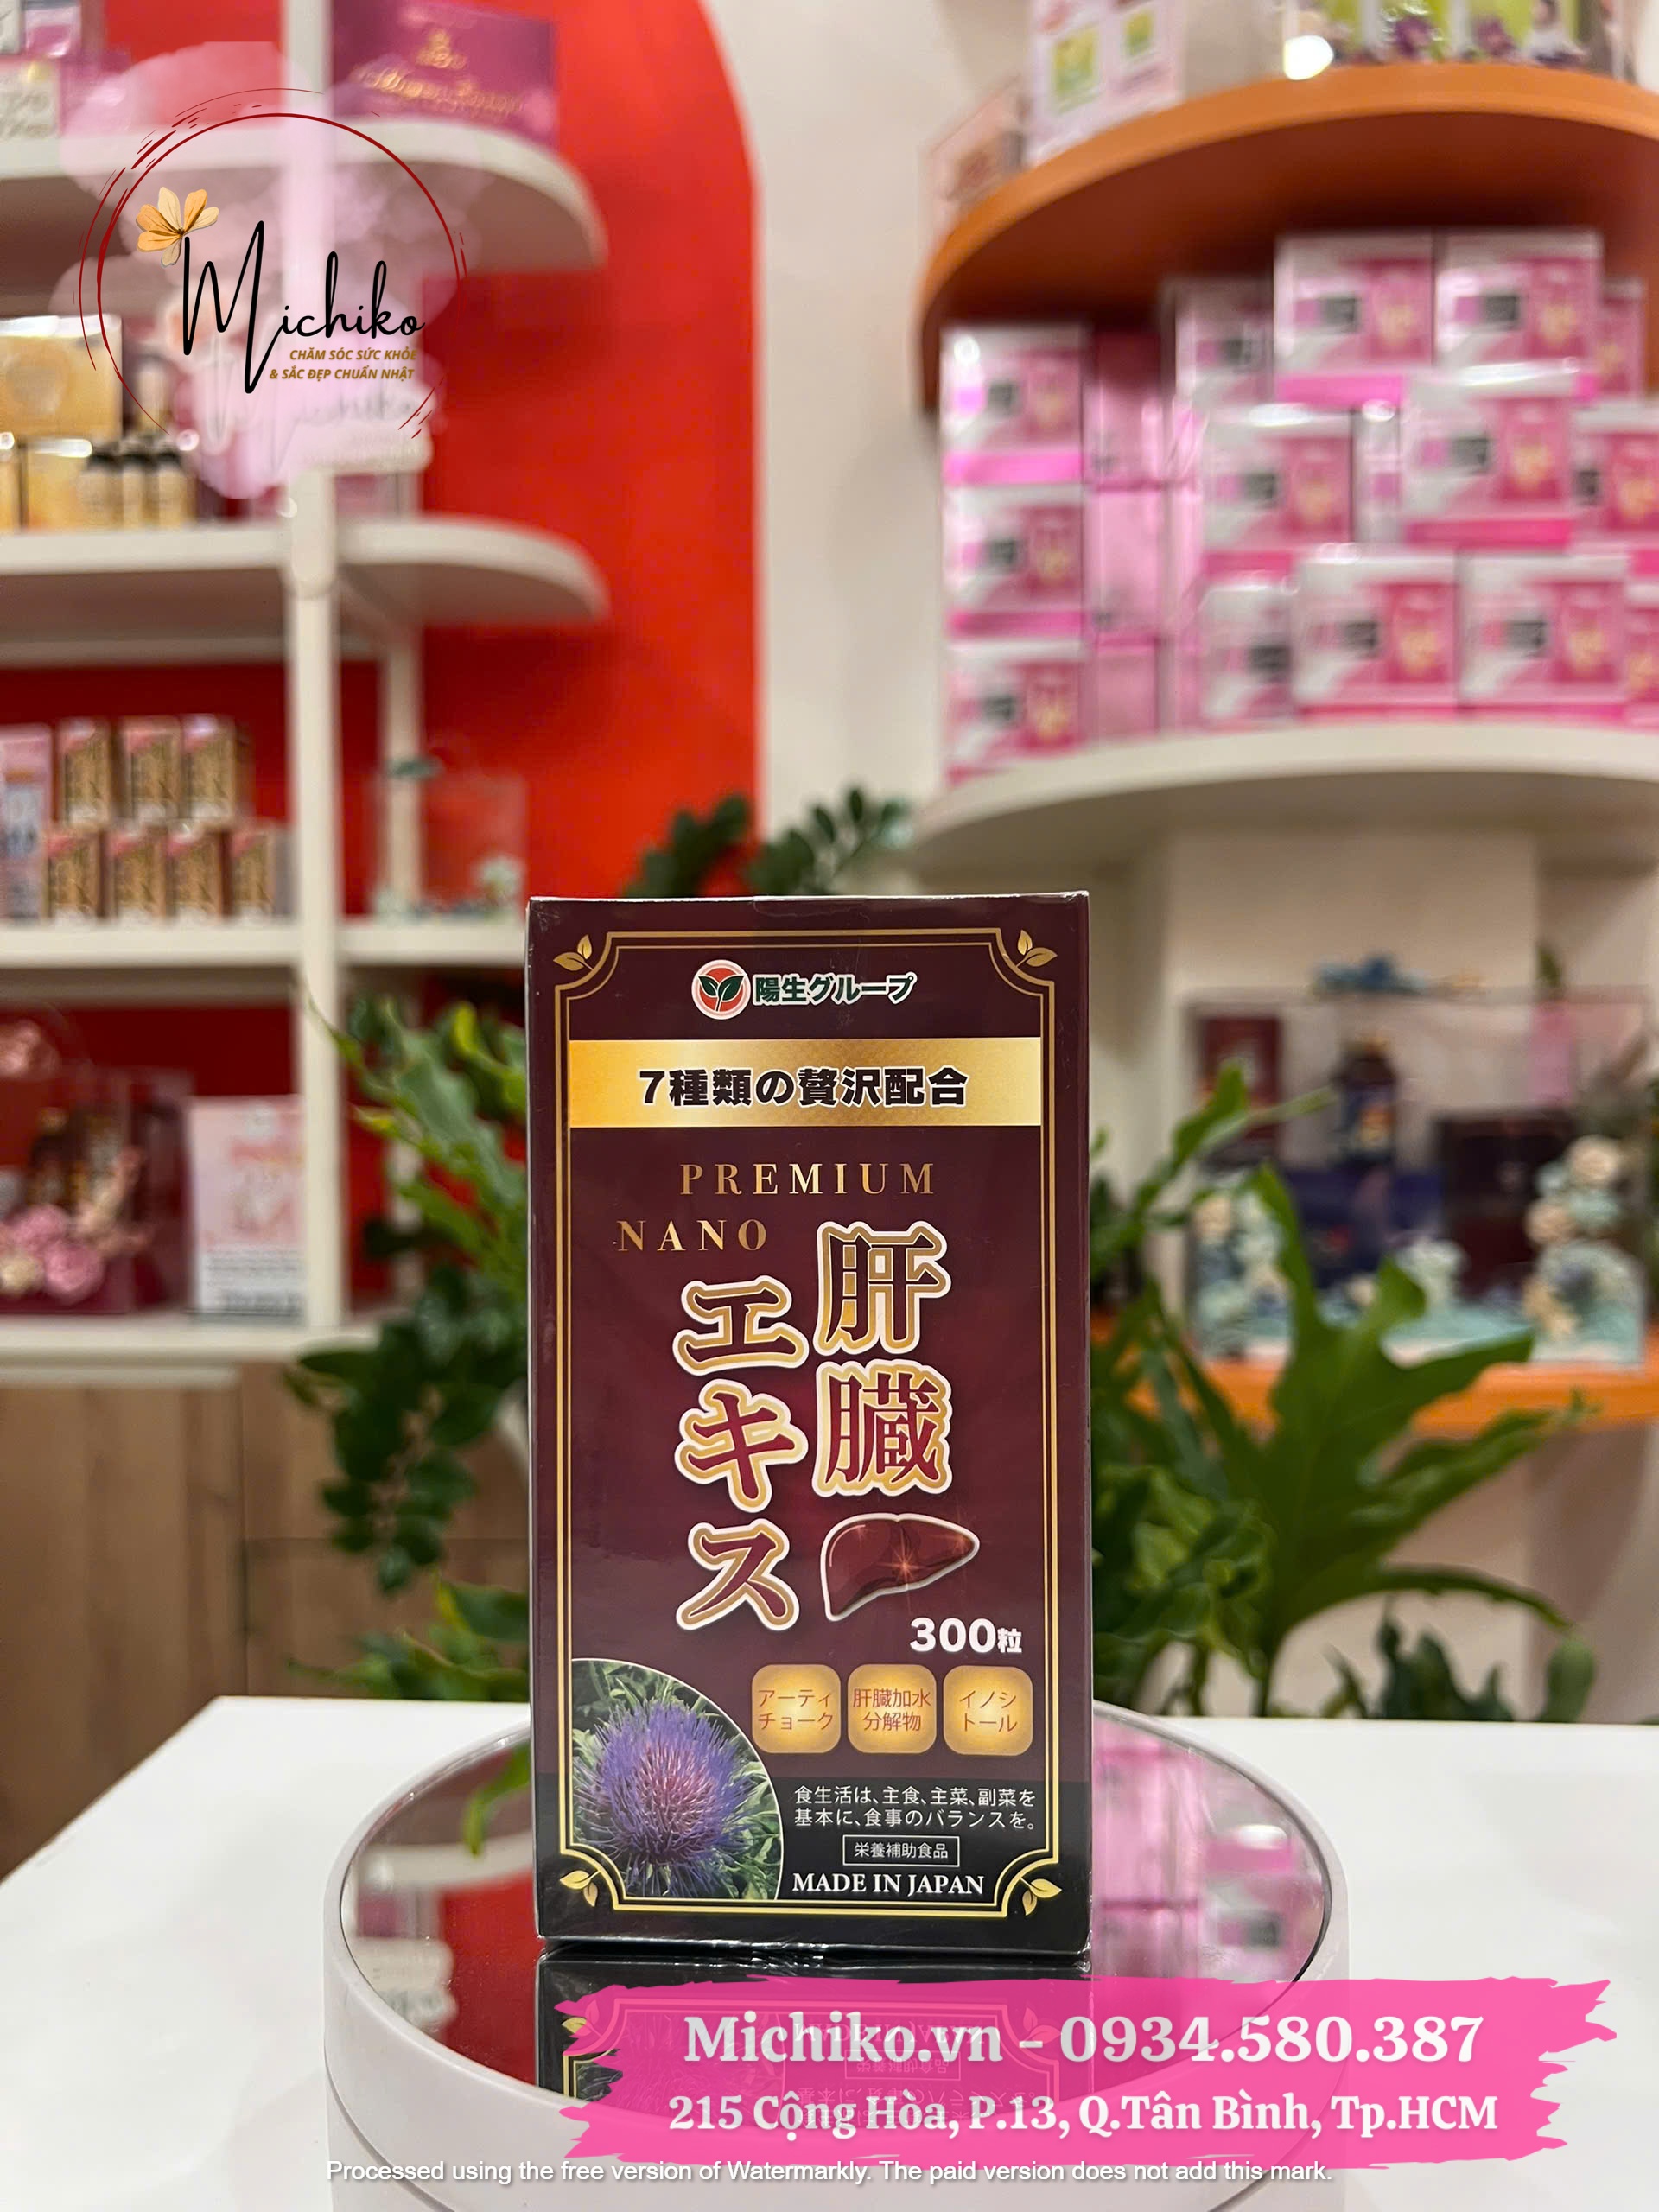 Michiko
CHĂM SÓC SỨC KHỎE
& SẮC ĐẸP CHUẨN NHẬT
陽生グループ
7種類の贅沢配合
PREMIUM
NANO
肝臓
エキス
300粒
アーティ
チョーク
肝臓加水
分解物
イノシ
トール
食生活は、主食、主菜、副菜を
基本に、食事のバランスを。
栄養補助食品
MADE IN JAPAN
Michiko.vn - 0934.580.387
215 Cộng Hòa, P.13, Q.Tân Bình, Tp.HCM
Processed using the free version of Watermarkly. The paid version does not add this mark.